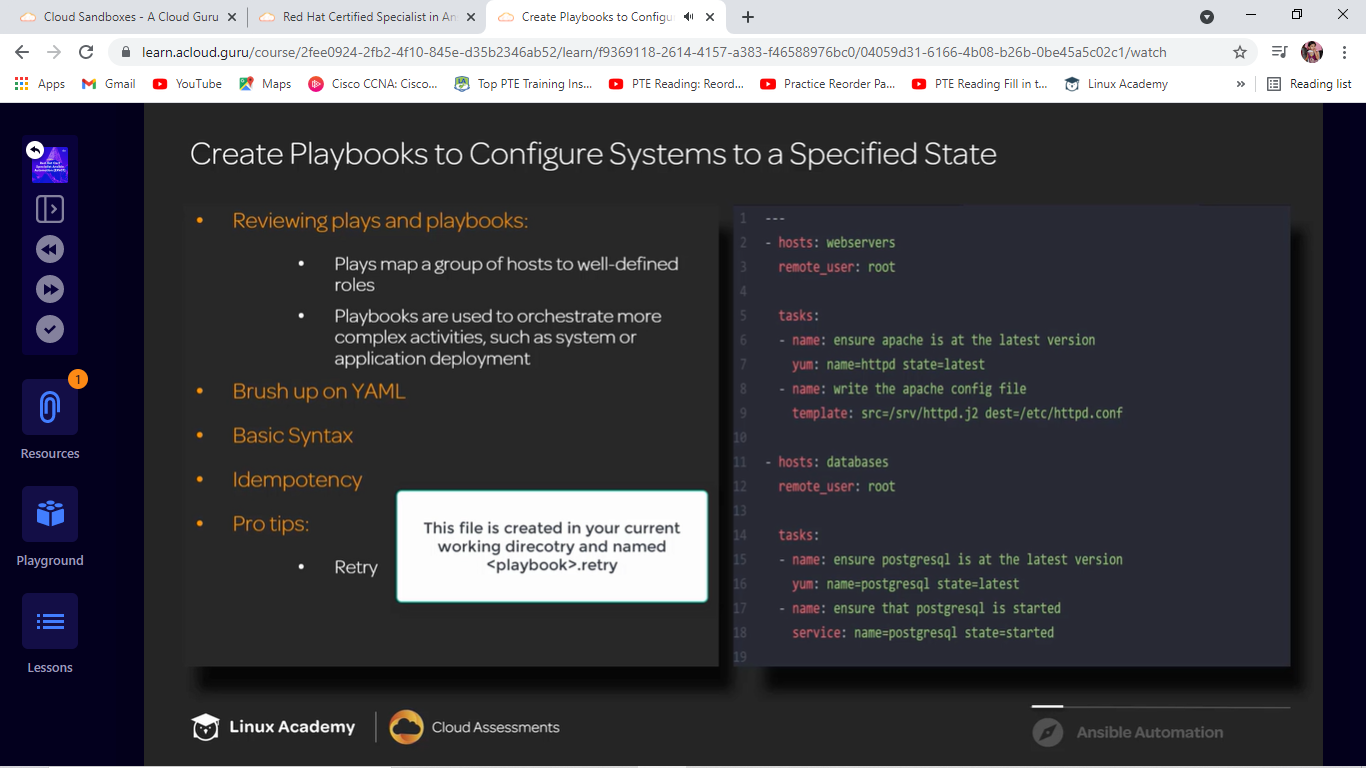 Cloud Sandboxes - A Cloud Guru
Red Hat Certified Specialist in An
Create Playbooks to Configu
learn.acloud.guru/course/2fee0924-2fb2-4f10-845e-d35b2346ab52/learn/f9369118-2614-4157-a383-f46588976bc0/04059d31-6166-4b08-b26b-0be45a5c02c1/watch
Apps Gmail YouTube Maps Cisco CCNA: Cisco... Top PTE Training Ins... PTE Reading: Reord... Practice Reorder Pa... PTE Reading Fill in t... Linux Academy » Reading list
1
Resources
Playground
Lessons
Create Playbooks to Configure Systems to a Specified State
• Reviewing plays and playbooks:
• Plays map a group of hosts to well-defined
roles
• Playbooks are used to orchestrate more
complex activities, such as system or
application deployment
• Brush up on YAML
• Basic Syntax
• Idempotency
• Pro tips:
• Retry
This file is created in your current
working direcotry and named
<playbook>.retry
1 ---
2 - hosts: webservers
3 remote_user: root
4
5 tasks:
6 - name: ensure apache is at the latest version
7 yum: name=httpd state=latest
8 - name: write the apache config file
9 template: src=/srv/httpd.j2 dest=/etc/httpd.conf
10
11 - hosts: databases
12 remote_user: root
13
14 tasks:
15 - name: ensure postgresql is at the latest version
16 yum: name=postgresql state=latest
17 - name: ensure that postgresql is started
18 service: name=postgresql state=started
19
Linux Academy
Cloud Assessments
Ansible Automation